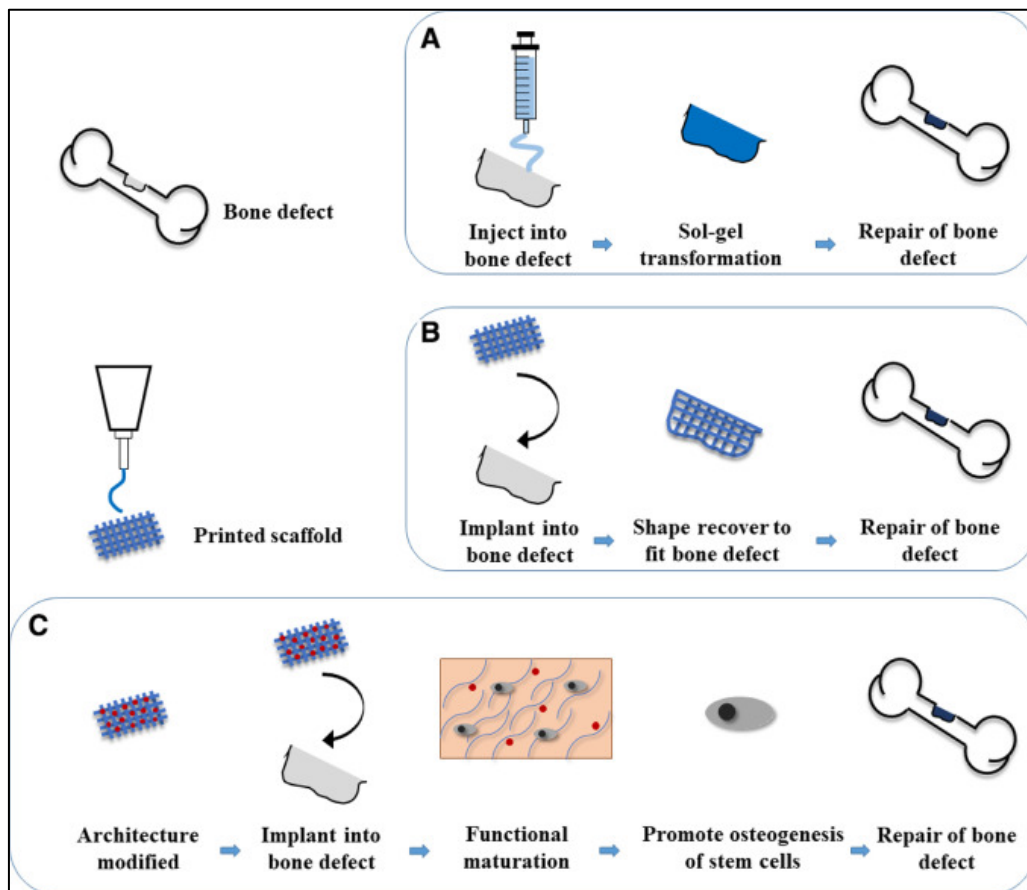 A
Bone defect
Inject into
bone defect
Sol-gel
transformation
Repair of bone
defect
B
Printed scaffold
Implant into
bone defect
Shape recover to
fit bone defect
Repair of bone
defect
C
Architecture
modified
Implant into
bone defect
Functional
maturation
Promote osteogenesis
of stem cells
Repair of bone
defect